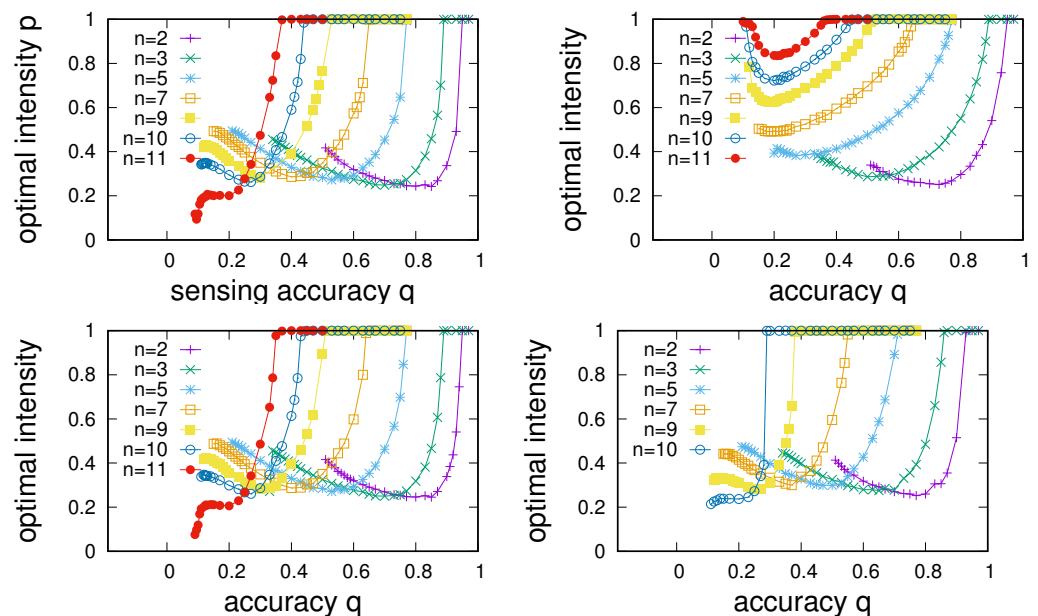 optimal intensity p
1
0.8
0.6
0.4
0.2
0
n=2
n=3
n=5
n=7
n=9
n=10
n=11
0 0.2 0.4 0.6 0.8 1
sensing accuracy q
optimal intensity
1
0.8
0.6
0.4
0.2
0
n=2
n=3
n=5
n=7
n=9
n=10
n=11
0 0.2 0.4 0.6 0.8 1
accuracy q
optimal intensity
1
0.8
0.6
0.4
0.2
0
n=2
n=3
n=5
n=7
n=9
n=10
n=11
0 0.2 0.4 0.6 0.8 1
accuracy q
optimal intensity
1
0.8
0.6
0.4
0.2
0
n=2
n=3
n=5
n=7
n=9
n=10
0 0.2 0.4 0.6 0.8 1
accuracy q